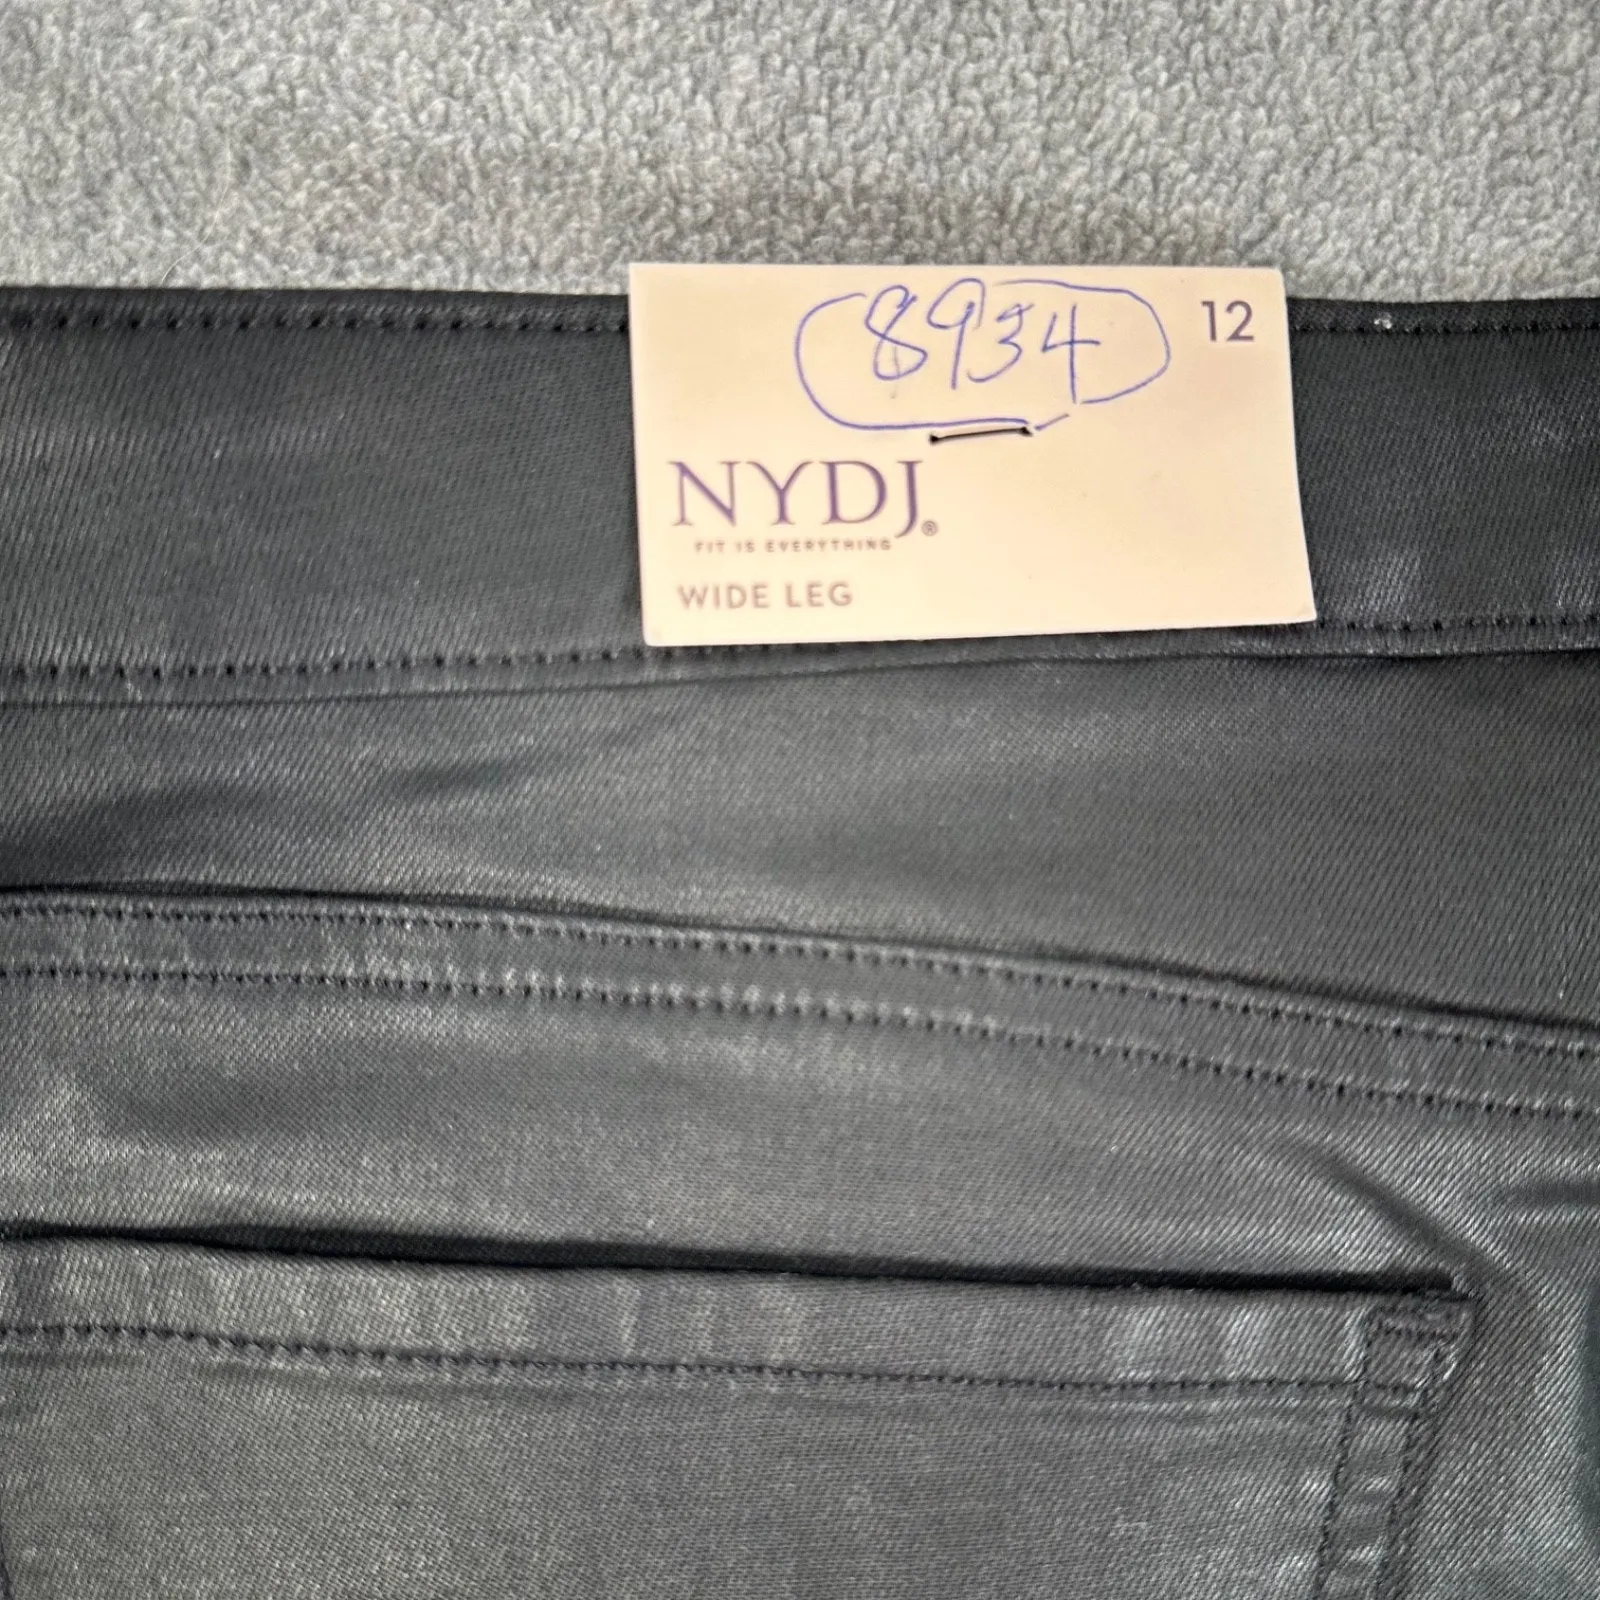 8934
12
NYDJ®
FIT IS EVERYTHING
WIDE LEG